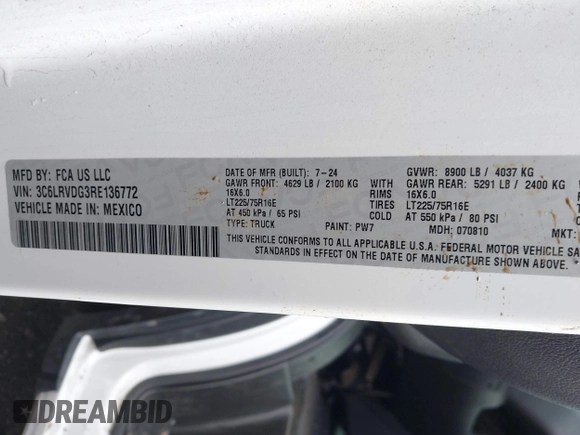 MFD BY: FCA US LLC
VIN: 3C6LRVDG3RE136772
VEHICLE MADE IN: MEXICO
DATE OF MFR (BUILT): 7-24 GVWR: 8900 LB / 4037 KG
GAWR FRONT: 4629 LB / 2100 KG WITH GAWR REAR: 5291 LB / 2400 KG
16X6.0 RIMS 16X6.0
LT225/75R16E TIRES LT225/75R16E
AT 450 kPa / 65 PSI COLD AT 550 kPa / 80 PSI
TYPE: TRUCK PAINT: PW7 MDH: 070810 MKT:
THIS VEHICLE CONFORMS TO ALL APPLICABLE U.S.A. FEDERAL MOTOR VEHICLE SA
STANDARDS IN EFFECT ON THE DATE OF MANUFACTURE SHOWN ABOVE.
DREAMBID